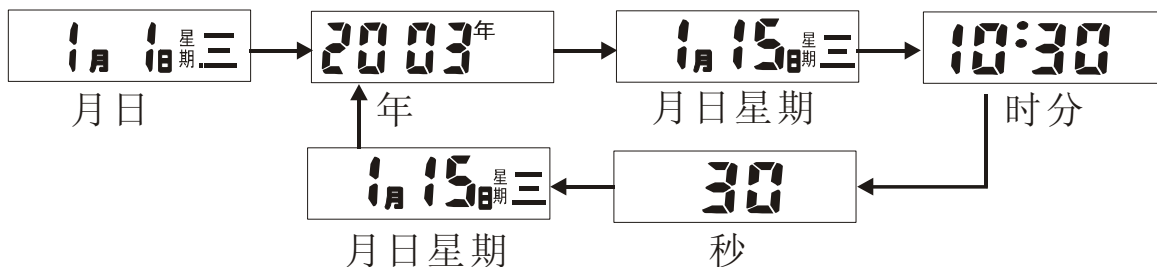 1月 1日 星期 三
2003年
1月15日 星期 三
10:30
月日
年
月日星期
时分
1月15日 星期 三
30
月日星期
秒